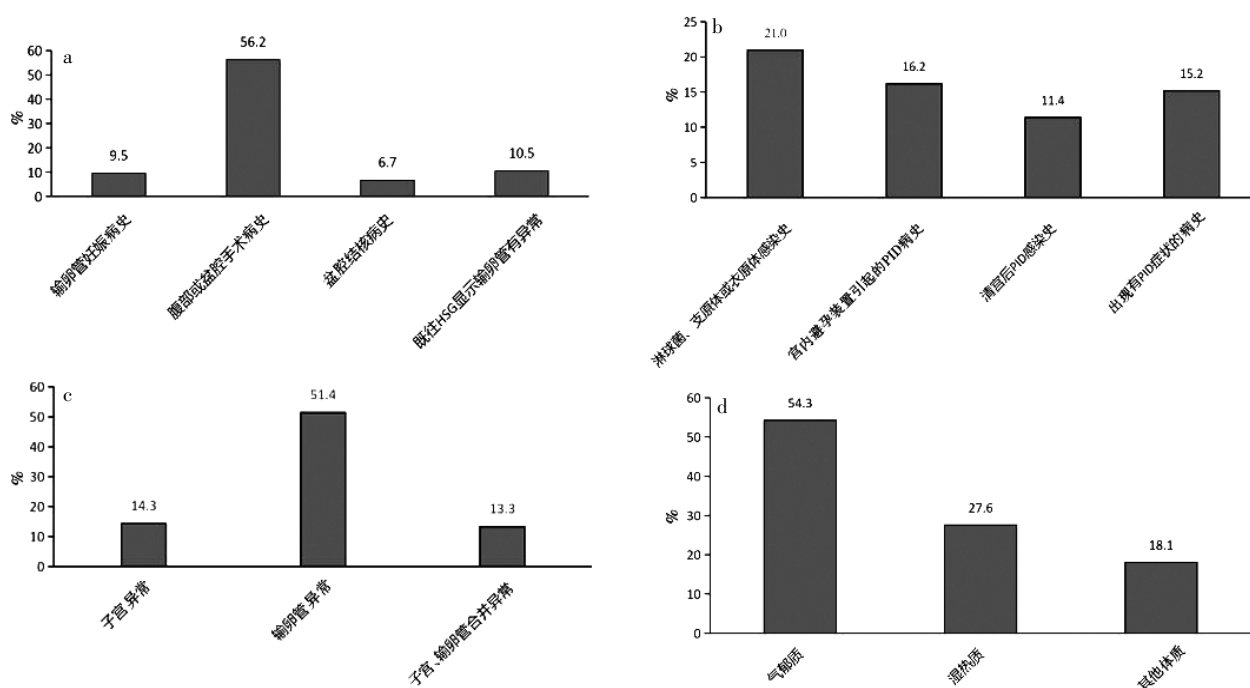 a
%
60
50
40
30
20
10
0
9.5
56.2
6.7
10.5
输卵管妊娠病史
腹部或盆腔手术病史
盆腔结核病史
既往HSG显示输卵管有异常
b
%
25
20
15
10
5
0
21.0
16.2
11.4
15.2
淋球菌、支原体或衣原体感染史
宫内避孕装置引起的PID病史
清宫后PID感染史
出现有PID症状的病史
c
%
60
50
40
30
20
10
0
14.3
51.4
13.3
子宫异常
输卵管异常
子宫、输卵管合并异常
d
%
60
50
40
30
20
10
0
54.3
27.6
18.1
气郁质
湿热质
其他体质